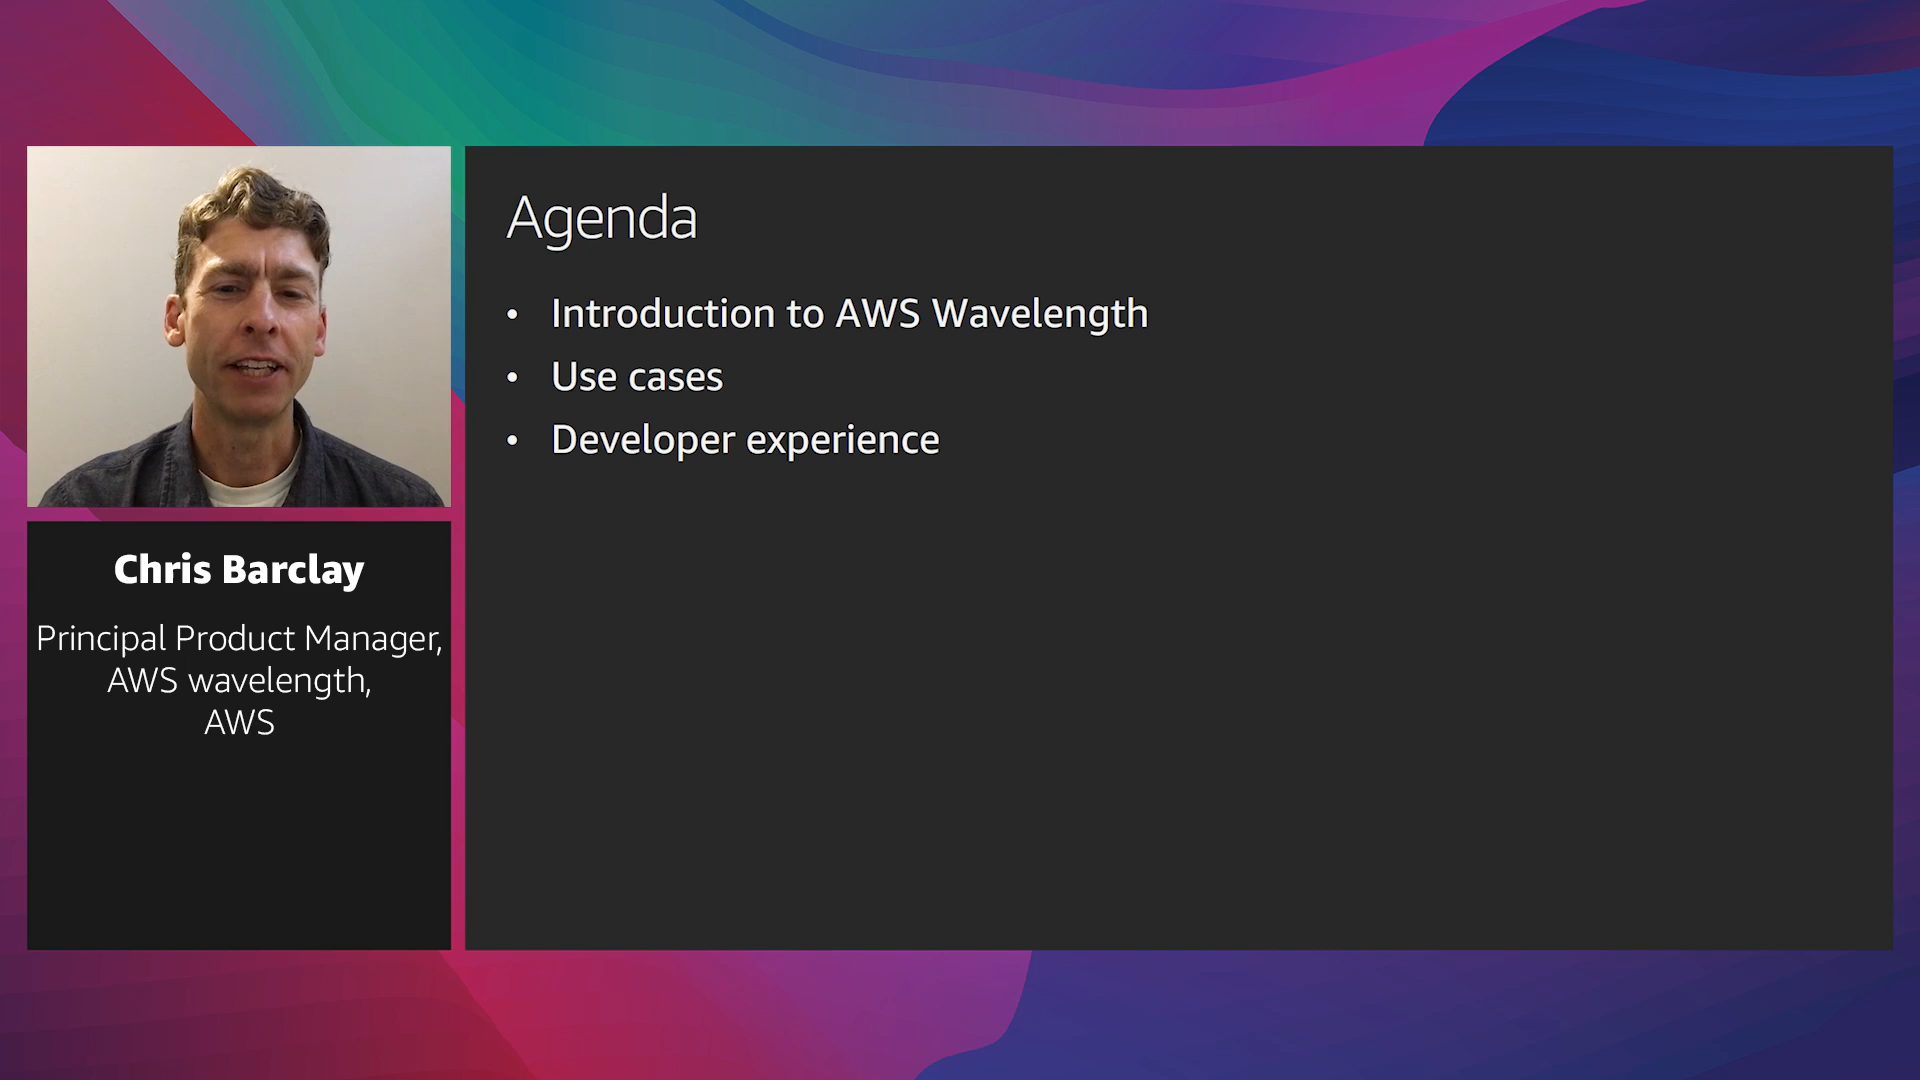 Agenda
• Introduction to AWS Wavelength
• Use cases
• Developer experience
Chris Barclay
Principal Product Manager,
AWS wavelength,
AWS